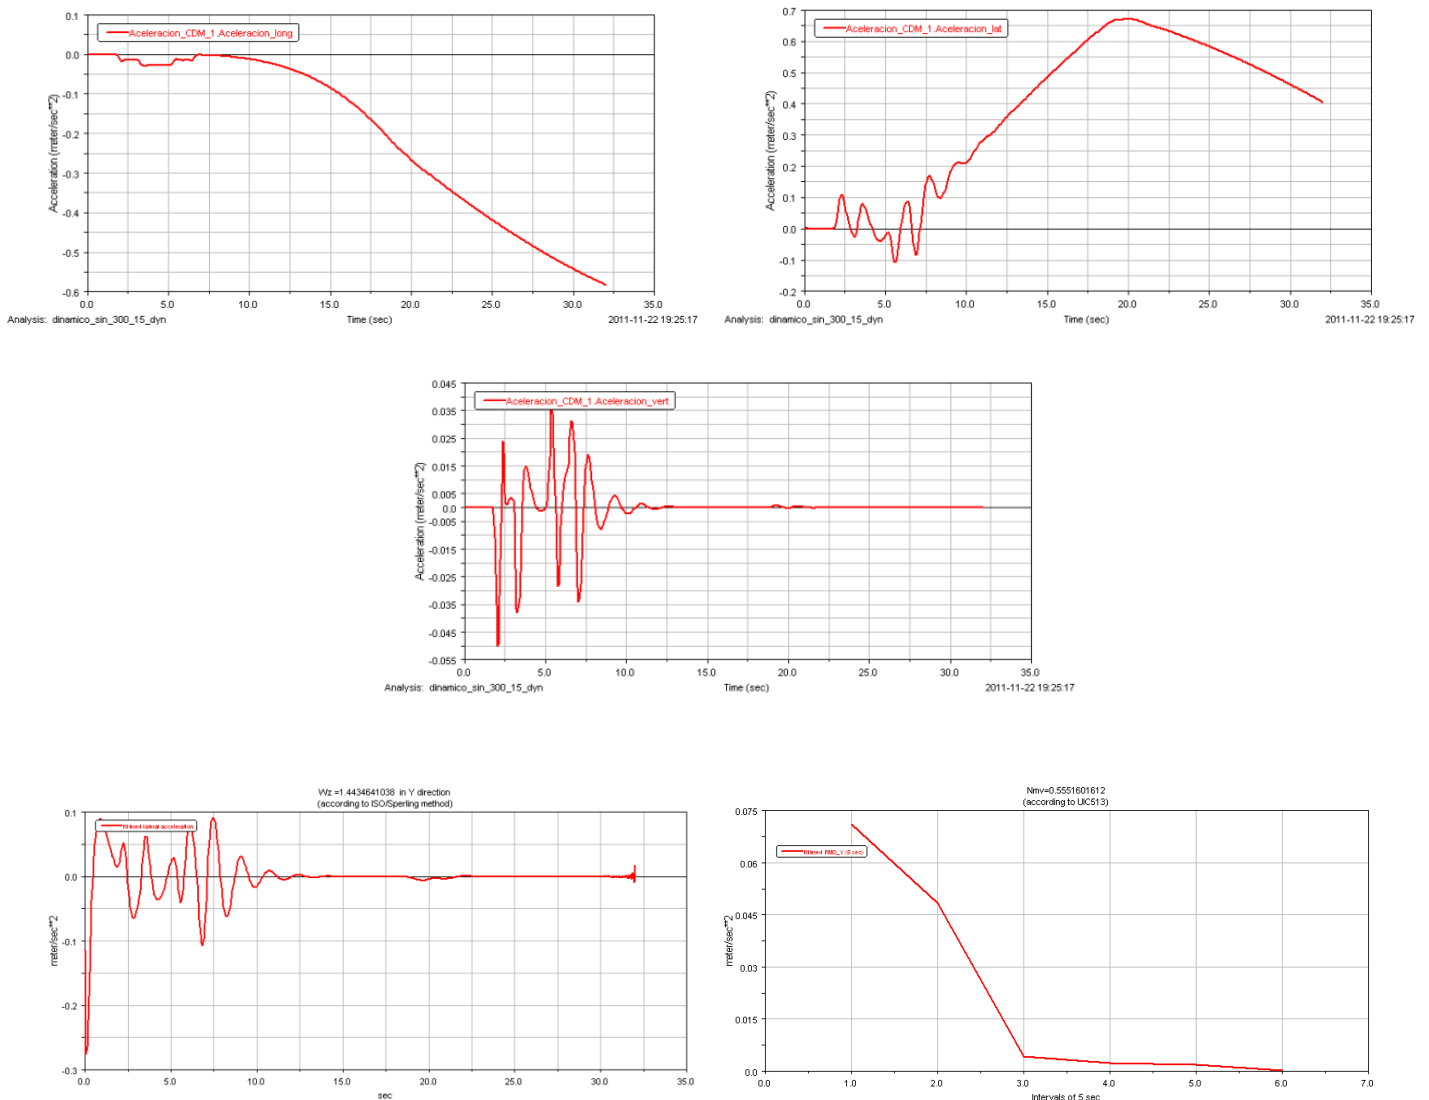 0.1
0.0
-0.1
-0.2
-0.3
-0.4
-0.5
-0.6
Acceleration (meter/sec**2)
Aceleracion_CDM_1.Aceleracion_long
0.0 5.0 10.0 15.0 20.0 25.0 30.0 35.0
Analysis: dinamico_sin_300_15_dyn Time (sec) 2011-11-22 19:25:17
0.7
0.6
0.5
0.4
0.3
0.2
0.1
0.0
-0.1
-0.2
Acceleration (meter/sec**2)
Aceleracion_CDM_1.Aceleracion_lat
0.0 5.0 10.0 15.0 20.0 25.0 30.0 35.0
Analysis: dinamico_sin_300_15_dyn Time (sec) 2011-11-22 19:25:17
0.045
0.035
0.025
0.015
0.005
-0.005
-0.015
-0.025
-0.035
-0.045
-0.055
Acceleration (meter/sec**2)
Aceleracion_CDM_1.Aceleracion_vert
0.0 5.0 10.0 15.0 20.0 25.0 30.0 35.0
Analysis: dinamico_sin_300_15_dyn Time (sec) 2011-11-22 19:25:17
Wz =1.4434641038 in Y direction
(according to ISO/Sperling method)
0.1
0.0
-0.1
-0.2
-0.3
meter/sec**2
Filtered lateral acceleration
0.0 5.0 10.0 15.0 20.0 25.0 30.0 35.0
sec
Nmv=0.5551601612
(according to UIC513)
0.075
0.06
0.045
0.03
0.015
0.0
meter/sec**2
Filtered RMS_Y (5 sec)
0.0 1.0 2.0 3.0 4.0 5.0 6.0 7.0
Intervals of 5 sec